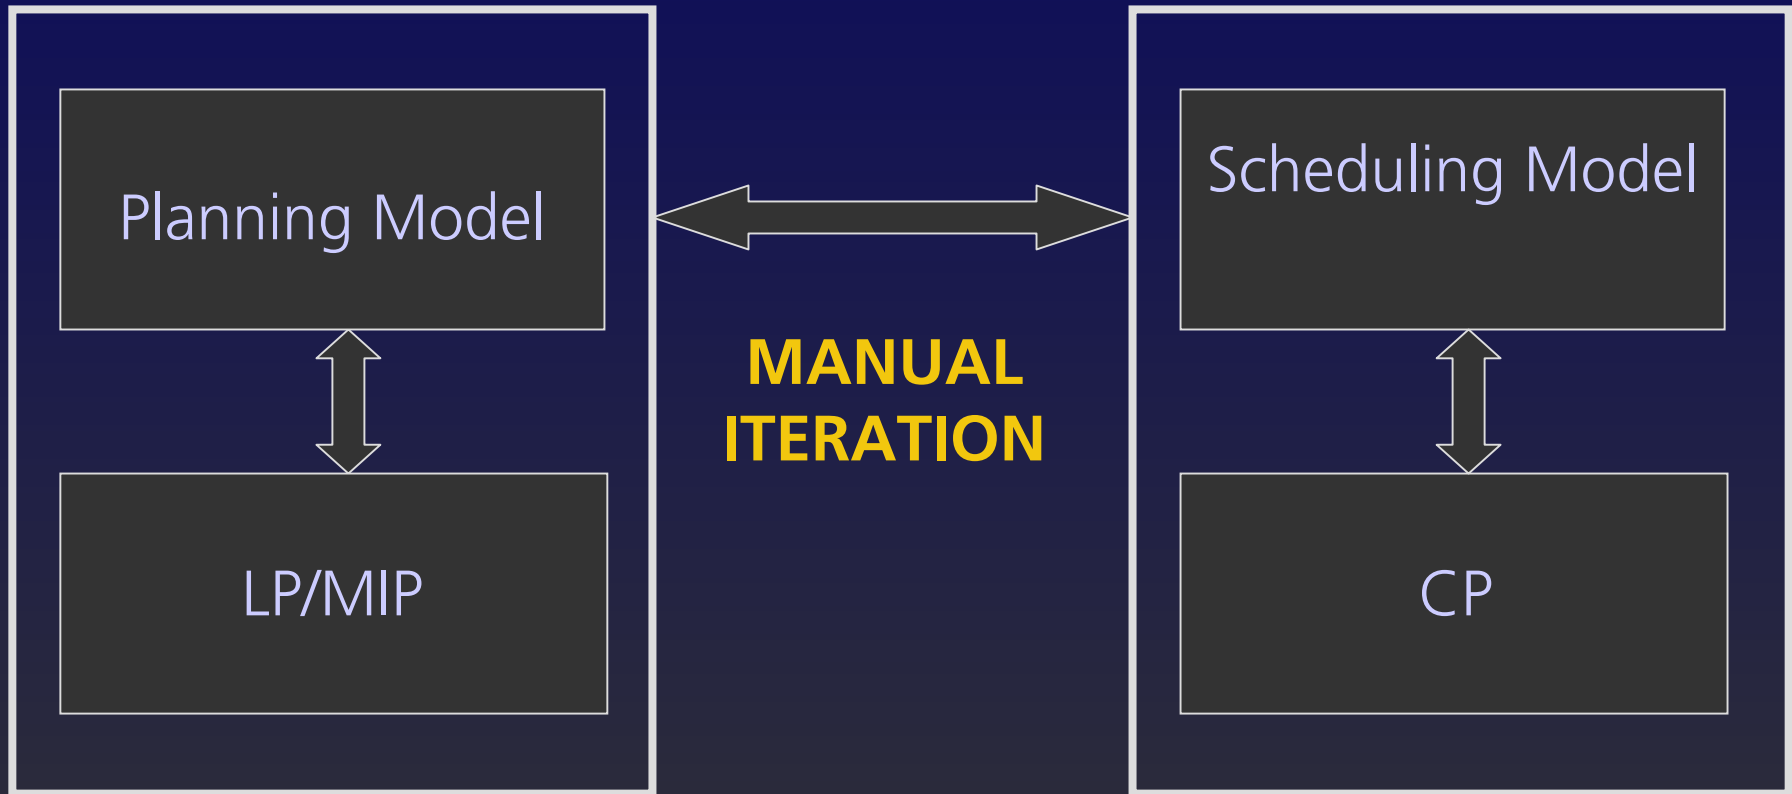 Planning Model
LP/MIP
MANUAL
ITERATION
Scheduling Model
CP